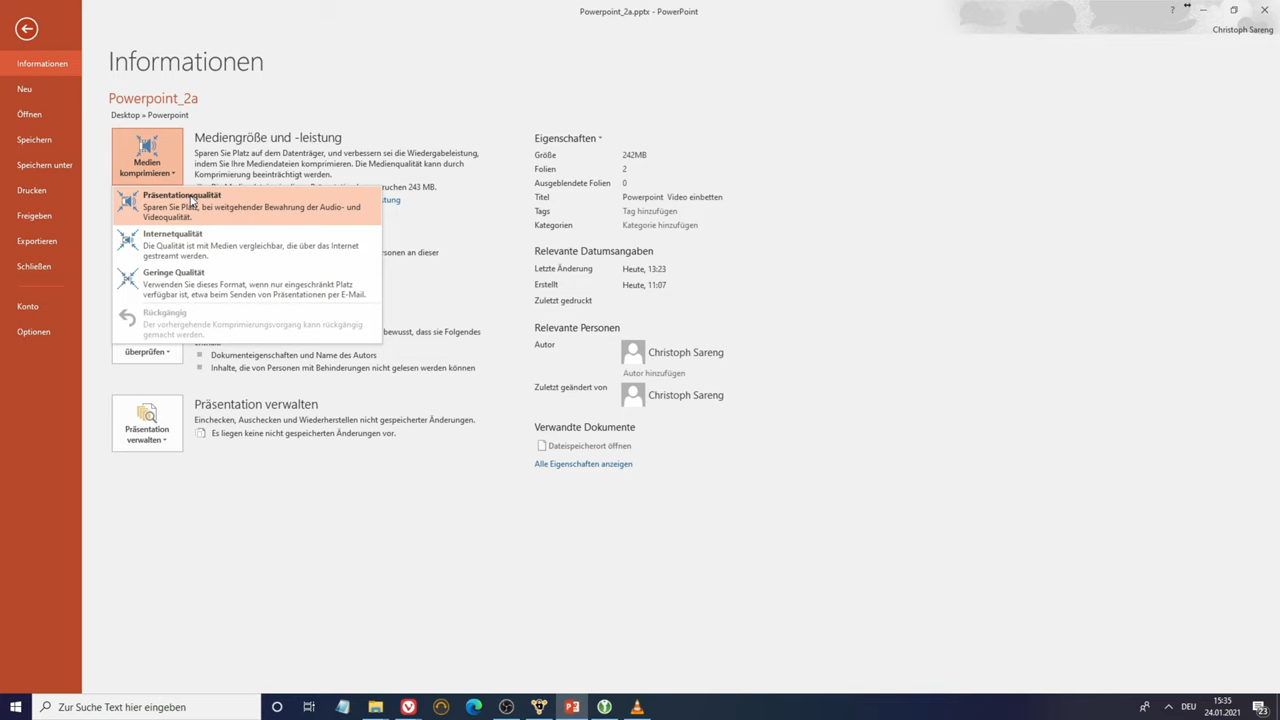 Powerpoint_2a.pptx - PowerPoint
?
Christoph Sareng
Informationen
Neu
Öffnen
Speichern
Speichern unter
Drucken
Freigeben
Exportieren
Schließen
Konto
Optionen
Informationen
Powerpoint_2a
Desktop » Powerpoint
Medien
komprimieren
Mediengröße und -leistung
Sparen Sie Platz auf dem Datenträger, und verbessern sei die Wiedergabeleistung,
indem Sie Ihre Mediendateien komprimieren. Die Medienqualität kann durch
Komprimierung beeinträchtigt werden.
243 MB.
Präsentationqualität
Sparen Sie Platz, bei weitgehender Bewahrung der Audio- und
Videoqualität.
Internetqualität
Die Qualität ist mit Medien vergleichbar, die über das Internet
gestreamt werden.
Geringe Qualität
Verwenden Sie dieses Format, wenn nur eingeschränkt Platz
verfügbar ist, etwa beim Senden von Präsentationen per E-Mail.
Rückgängig
Der vorhergehende Komprimierungsvorgang kann rückgängig
gemacht werden.
an dieser
bewusst, dass sie Folgendes
überprüfen
Dokumenteigenschaften und Name des Autors
Inhalte, die von Personen mit Behinderungen nicht gelesen werden können
Präsentation
verwalten
Präsentation verwalten
Einchecken, Auschecken und Wiederherstellen nicht gespeicherter Änderungen.
Es liegen keine nicht gespeicherten Änderungen vor.
Eigenschaften
Größe 242MB
Folien 2
Ausgeblendete Folien 0
Titel Powerpoint Video einbetten
Tags Tag hinzufügen
Kategorien Kategorie hinzufügen
Relevante Datumsangaben
Letzte Änderung Heute, 13:23
Erstellt Heute, 11:07
Zuletzt gedruckt
Relevante Personen
Autor Christoph Sareng
Autor hinzufügen
Zuletzt geändert von Christoph Sareng
Verwandte Dokumente
Dateispeicherort öffnen
Alle Eigenschaften anzeigen
Zur Suche Text hier eingeben
DEU
15:35
24.01.2021
23